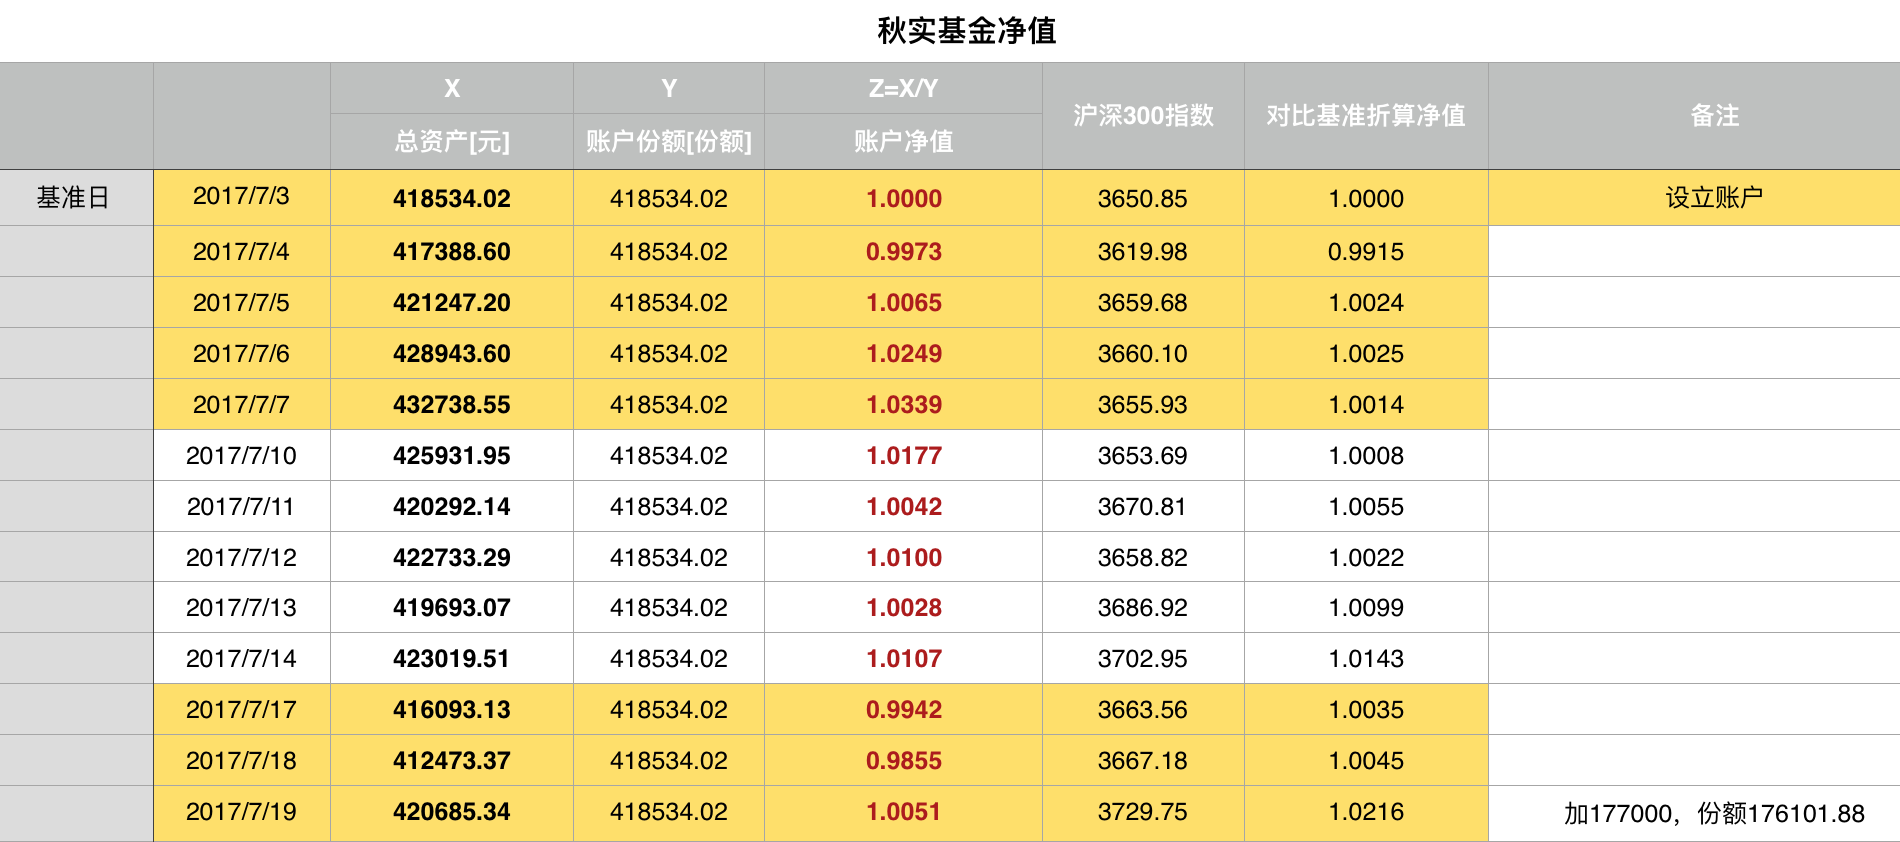 秋实基金净值
X Y Z=X/Y
沪深300指数 对比基准折算净值 备注
总资产[元] 账户份额[份额] 账户净值
基准日 2017/7/3 418534.02 418534.02 1.0000 3650.85 1.0000 设立账户
2017/7/4 417388.60 418534.02 0.9973 3619.98 0.9915
2017/7/5 421247.20 418534.02 1.0065 3659.68 1.0024
2017/7/6 428943.60 418534.02 1.0249 3660.10 1.0025
2017/7/7 432738.55 418534.02 1.0339 3655.93 1.0014
2017/7/10 425931.95 418534.02 1.0177 3653.69 1.0008
2017/7/11 420292.14 418534.02 1.0042 3670.81 1.0055
2017/7/12 422733.29 418534.02 1.0100 3658.82 1.0022
2017/7/13 419693.07 418534.02 1.0028 3686.92 1.0099
2017/7/14 423019.51 418534.02 1.0107 3702.95 1.0143
2017/7/17 416093.13 418534.02 0.9942 3663.56 1.0035
2017/7/18 412473.37 418534.02 0.9855 3667.18 1.0045
2017/7/19 420685.34 418534.02 1.0051 3729.75 1.0216 加177000，份额176101.88